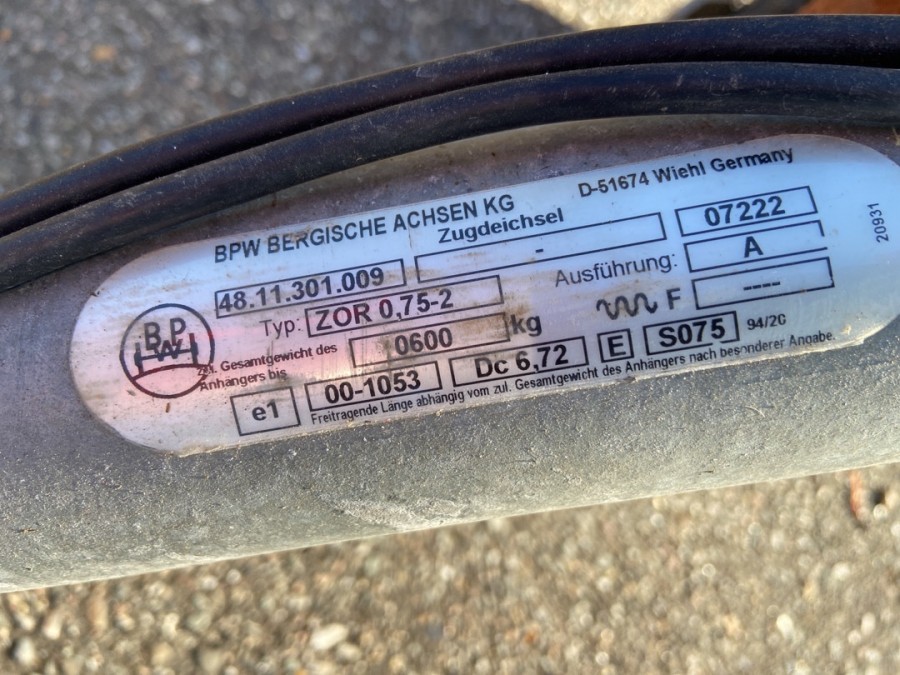 BPW BERGISCHE ACHSEN KG D-51674 Wiehl Germany
Zugdeichsel
48.11.301.009 - 07222
Typ: ZOR 0,75-2 Ausführung: A
zul. Gesamtgewicht des Anhängers bis 0600 kg F ----
e1 00-1053 Dc 6,72 E S075 94/20
Freitragende Länge abhängig vom zul. Gesamtgewicht des Anhängers nach besonderer Angabe.
20931
BPW